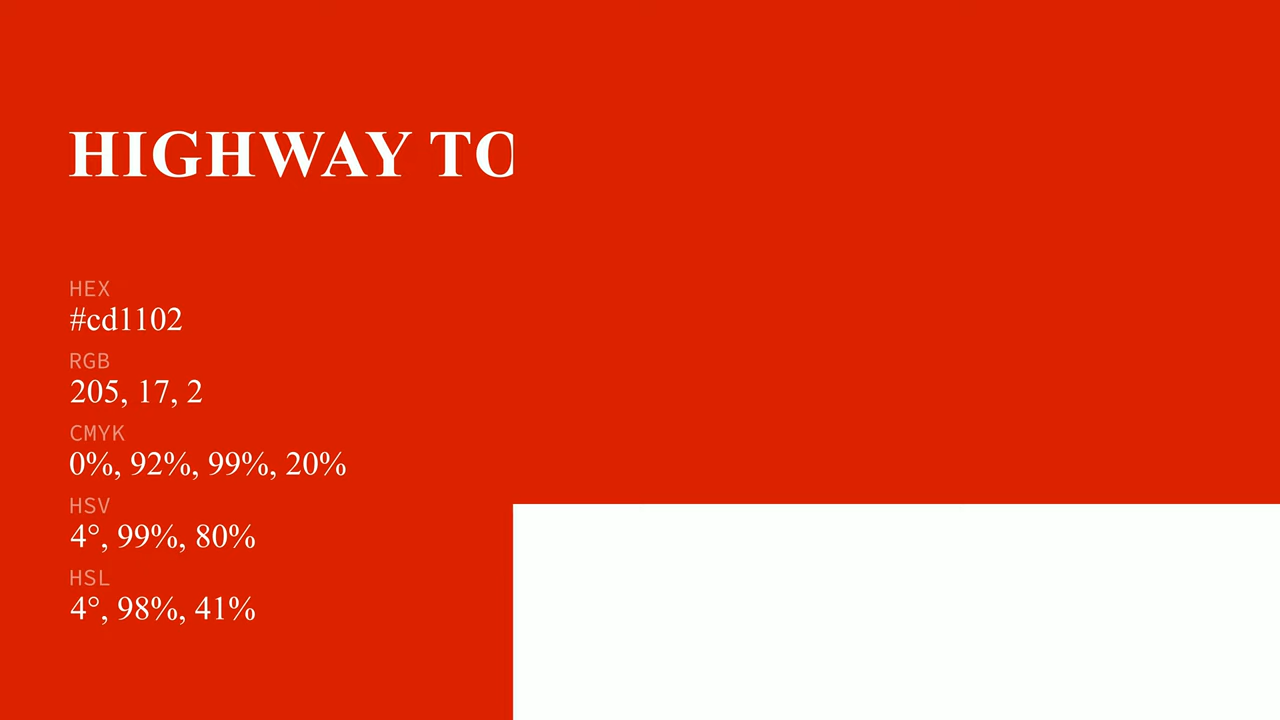 HIGHWAY TO
HEX
#cd1102
RGB
205, 17, 2
CMYK
0%, 92%, 99%, 20%
HSV
4°, 99%, 80%
HSL
4°, 98%, 41%